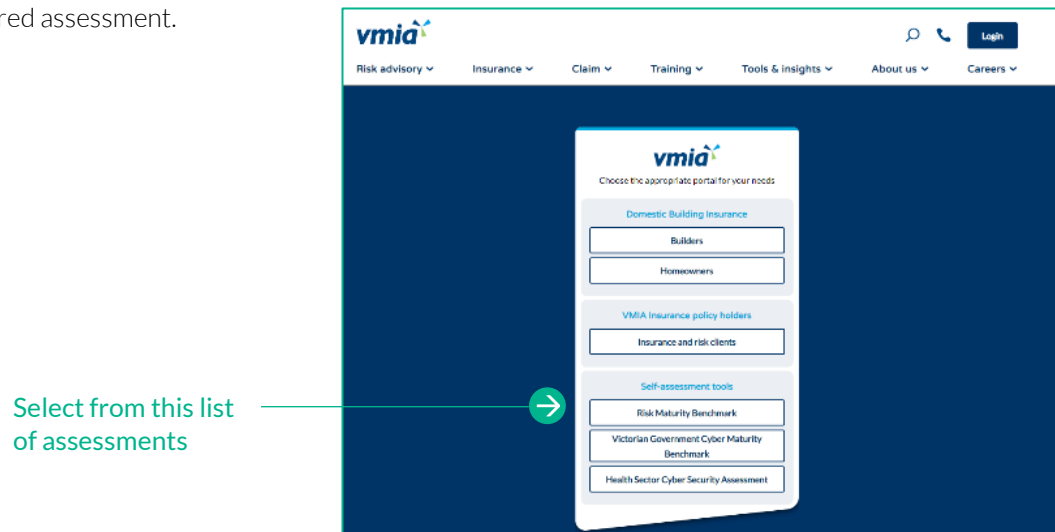 red assessment.
vmia
Login
Risk advisory Insurance Claim Training Tools & insights About us Careers
vmia
Choose the appropriate portal for your needs
Domestic Building Insurance
Builders
Homeowners
VMIA Insurance policy holders
Insurance and risk clients
Select from this list
of assessments
Self-assessment tools
Risk Maturity Benchmark
Victorian Government Cyber Maturity
Benchmark
Health Sector Cyber Security Assessment